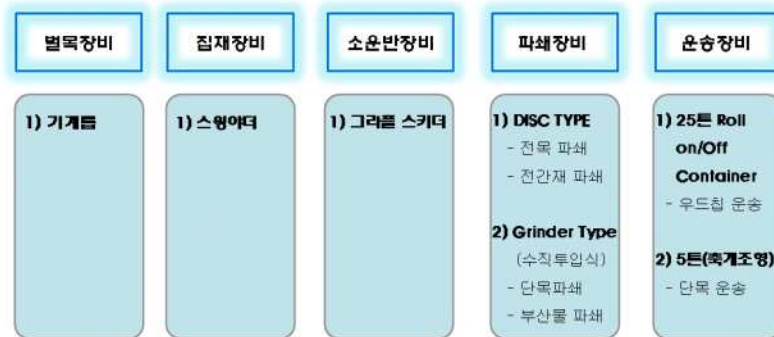 벌목장비
집재장비
소운반장비
파쇄장비
운송장비
1) 기계톱
1) 스윙야더
1) 그라플 스키더
1) DISC TYPE
- 전목 파쇄
- 전간재 파쇄
2) Grinder Type
(수직투입식)
- 단목파쇄
- 부산물 파쇄
1) 25톤 Roll
on/Off
Container
- 우드칩 운송
2) 5톤(축개조형)
- 단목 운송